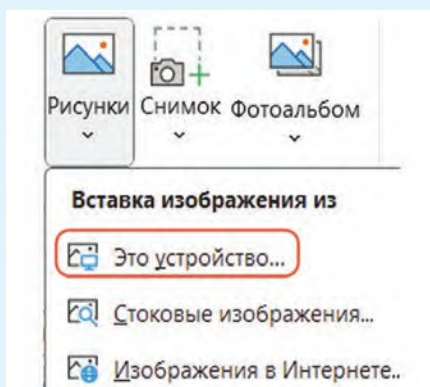 Рисунки Снимок Фотоальбом
Вставка изображения из
Это устройство...
Стоковые изображения...
Изображения в Интернете..